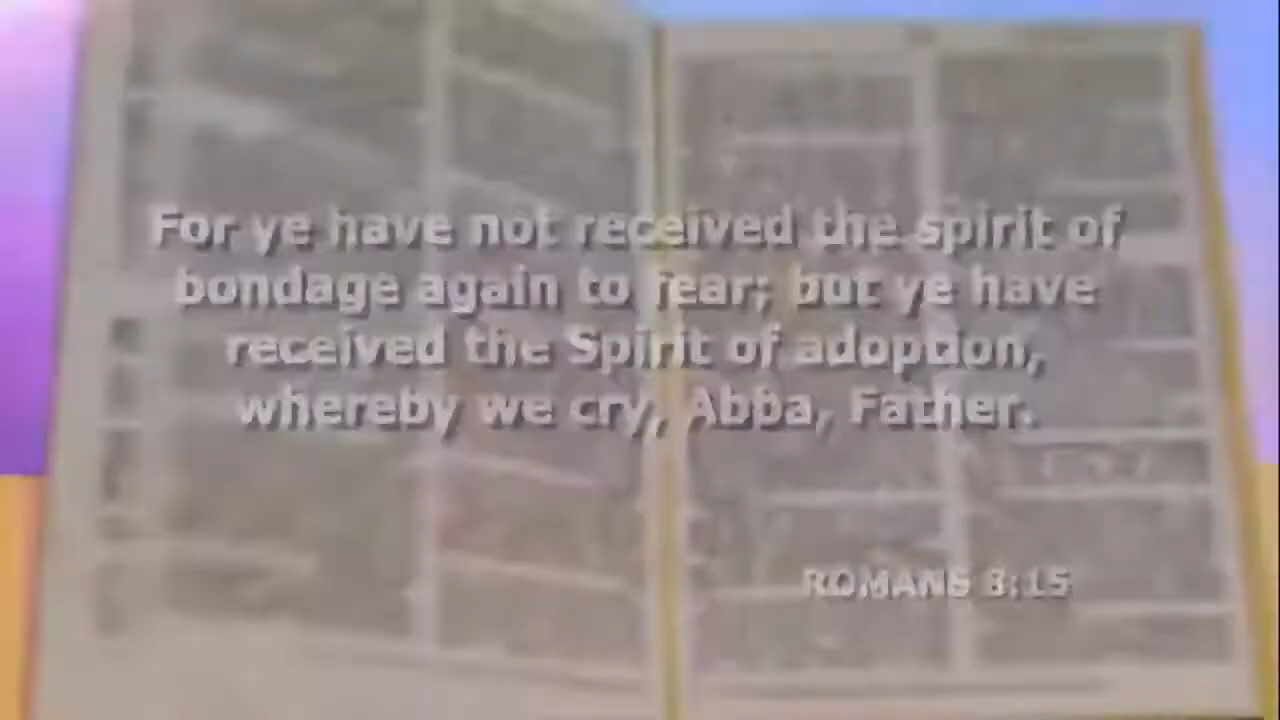 For ye have not received the spirit of
bondage again to fear; but ye have
received the Spirit of adoption,
whereby we cry, Abba, Father.
ROMANS 8:15